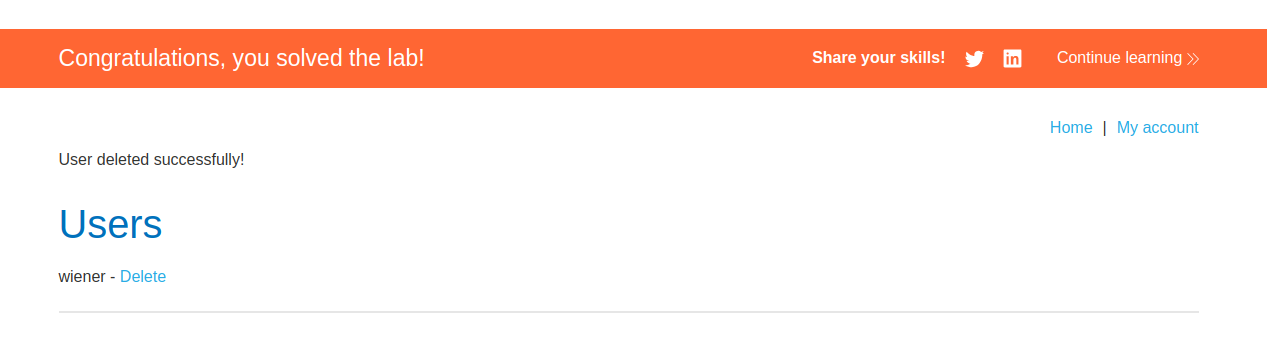 Congratulations, you solved the lab!
Share your skills!
Continue learning
Home | My account
User deleted successfully!
Users
wiener - Delete